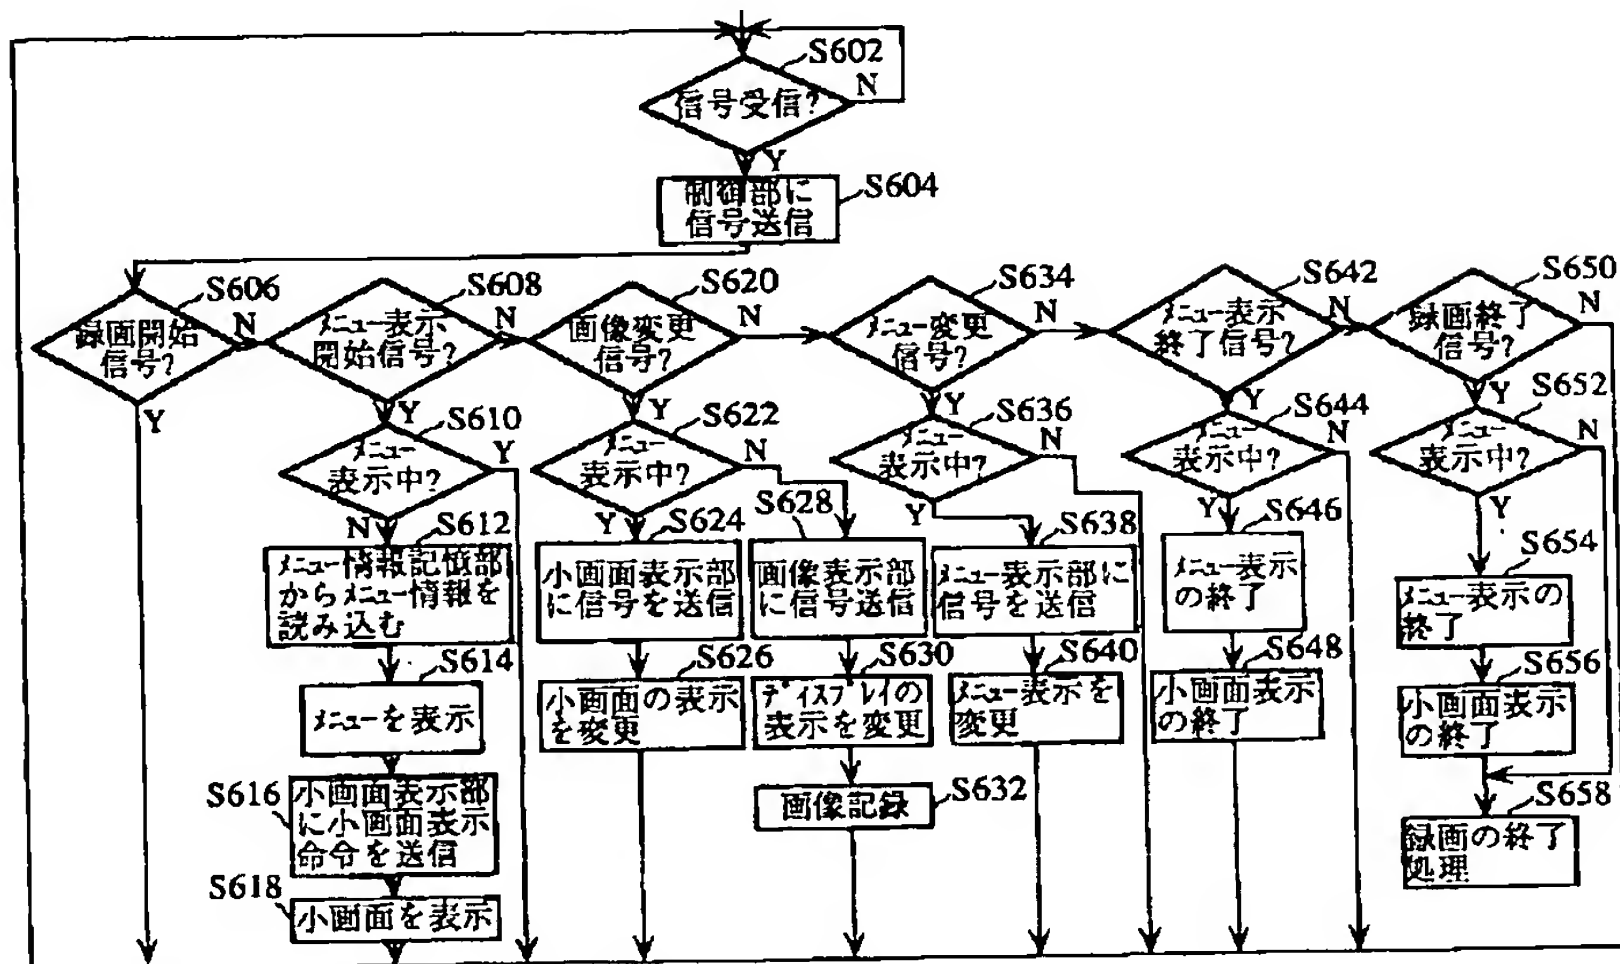 S602
信号受信?
N
Y
制御部に
信号送信
S604
S606
録画開始
信号?
N
Y
S608
メニュー表示
開始信号?
N
Y
S620
画像変更
信号?
N
Y
S634
メニュー変更
信号?
N
Y
S642
メニュー表示
終了信号?
N
Y
S650
録画終了
信号?
N
Y
S610
メニュー
表示中?
Y
N
S622
メニュー
表示中?
N
Y
S636
メニュー
表示中?
N
Y
S644
メニュー
表示中?
N
Y
S652
メニュー
表示中?
N
Y
S612
メニュー情報記憶部
からメニュー情報を
読み込む
S624
小画面表示部
に信号を送信
S628
画像表示部
に信号送信
S638
メニュー表示部に
信号を送信
S646
メニュー表示
の終了
S654
メニュー表示の
終了
S614
メニューを表示
S626
小画面の表示
を変更
S630
ディスプレイの
表示を変更
S640
メニュー表示を
変更
S648
小画面表示
の終了
S656
小画面表示
の終了
S616
小画面表示部
に小画面表示
命令を送信
S632
画像記録
S658
録画の終了
処理
S618
小画面を表示